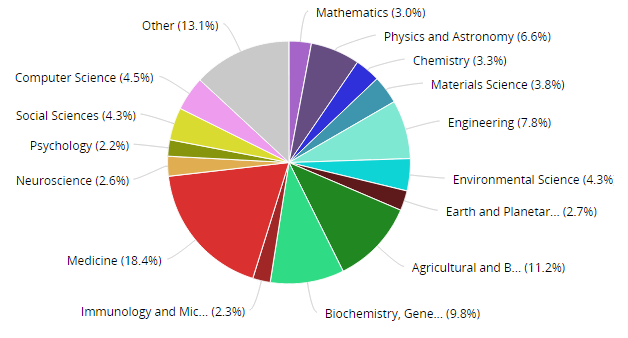 Mathematics (3.0%)
Other (13.1%)
Physics and Astronomy (6.6%)
Chemistry (3.3%)
Computer Science (4.5%)
Materials Science (3.8%)
Social Sciences (4.3%)
Engineering (7.8%)
Psychology (2.2%)
Neuroscience (2.6%)
Environmental Science (4.3%
Earth and Planetar... (2.7%)
Medicine (18.4%)
Agricultural and B... (11.2%)
Immunology and Mic... (2.3%)
Biochemistry, Gene... (9.8%)